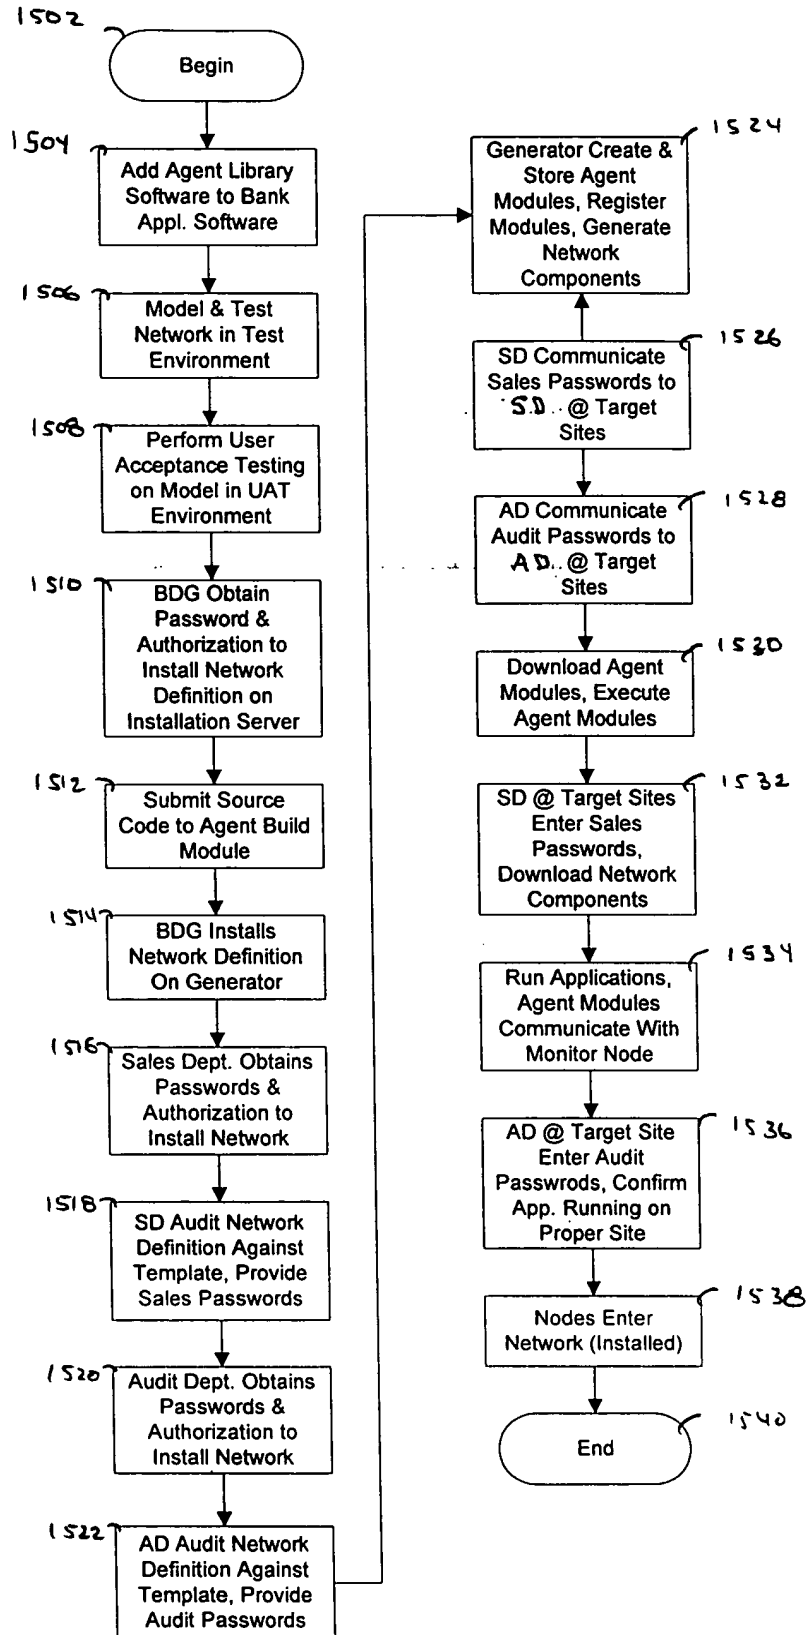 1502
Begin
1504
Add Agent Library
Software to Bank
Appl. Software
1506
Model & Test
Network in Test
Environment
1508
Perform User
Acceptance Testing
on Model in UAT
Environment
1510
BDG Obtain
Password &
Authorization to
Install Network
Definition on
Installation Server
1512
Submit Source
Code to Agent Build
Module
1514
BDG Installs
Network Definition
On Generator
1516
Sales Dept. Obtains
Passwords &
Authorization to
Install Network
1518
SD Audit Network
Definition Against
Template, Provide
Sales Passwords
1520
Audit Dept. Obtains
Passwords &
Authorization to
Install Network
1522
AD Audit Network
Definition Against
Template, Provide
Audit Passwords
1524
Generator Create &
Store Agent
Modules, Register
Modules, Generate
Network
Components
1526
SD Communicate
Sales Passwords to
S.D. @ Target
Sites
1528
AD Communicate
Audit Passwords to
A D. @ Target
Sites
1530
Download Agent
Modules, Execute
Agent Modules
1532
SD @ Target Sites
Enter Sales
Passwords,
Download Network
Components
1534
Run Applications,
Agent Modules
Communicate With
Monitor Node
1536
AD @ Target Site
Enter Audit
Passwrods, Confirm
App. Running on
Proper Site
1538
Nodes Enter
Network (Installed)
1540
End